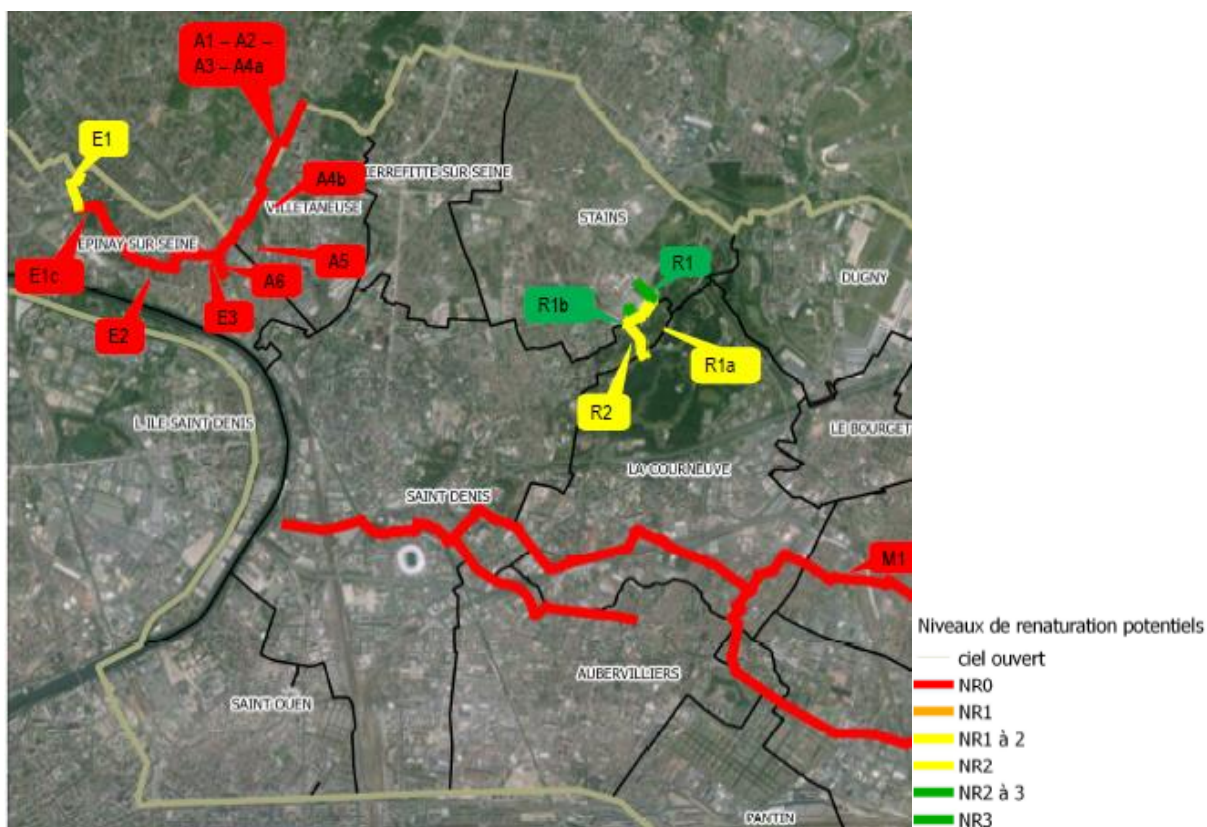 A1 – A2 –
A3 – A4a
E1
A4b
IERREFITTE SUR SEINE
VILLETANEUSE
STAINS
EPINAY SUR SEINE
A5
R1
DUGNY
E1c
A6
R1b
E2
E3
R1a
R2
L ILE SAINT DENIS
LE BOURGET
LA COURNEUVE
SAINT DENIS
M1
AUBERVILLIERS
SAINT OUEN
PANTIN
Niveaux de renaturation potentiels
ciel ouvert
NR0
NR1
NR1 à 2
NR2
NR2 à 3
NR3